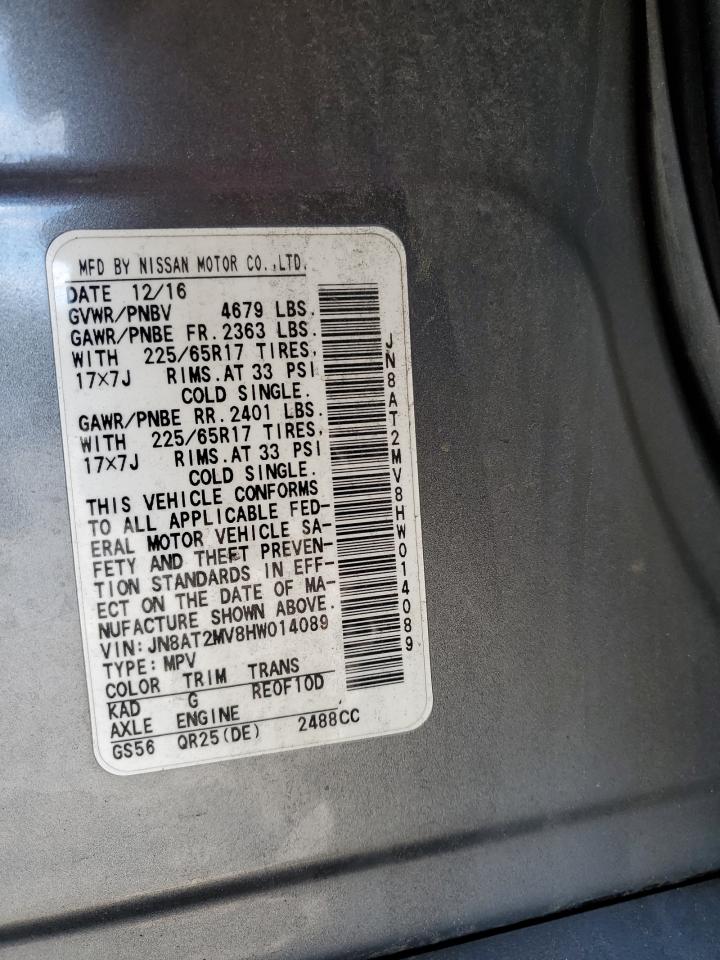 MFD BY NISSAN MOTOR CO.,LTD.
DATE 12/16
GVWR/PNBV 4679 LBS.
GAWR/PNBE FR. 2363 LBS.
WITH 225/65R17 TIRES,
17×7J RIMS.AT 33 PSI
COLD SINGLE.
GAWR/PNBE RR. 2401 LBS.
WITH 225/65R17 TIRES,
17×7J RIMS.AT 33 PSI
COLD SINGLE.
THIS VEHICLE CONFORMS
TO ALL APPLICABLE FED-
ERAL MOTOR VEHICLE SA-
FETY AND THEFT PREVEN-
TION STANDARDS IN EFF-
ECT ON THE DATE OF MA-
NUFACTURE SHOWN ABOVE.
VIN: JN8AT2MV8HW014089
TYPE: MPV
COLOR TRIM TRANS
KAD G RE0F10D
AXLE ENGINE
GS56 QR25(DE) 2488CC
JN8AT2MV8HW014089